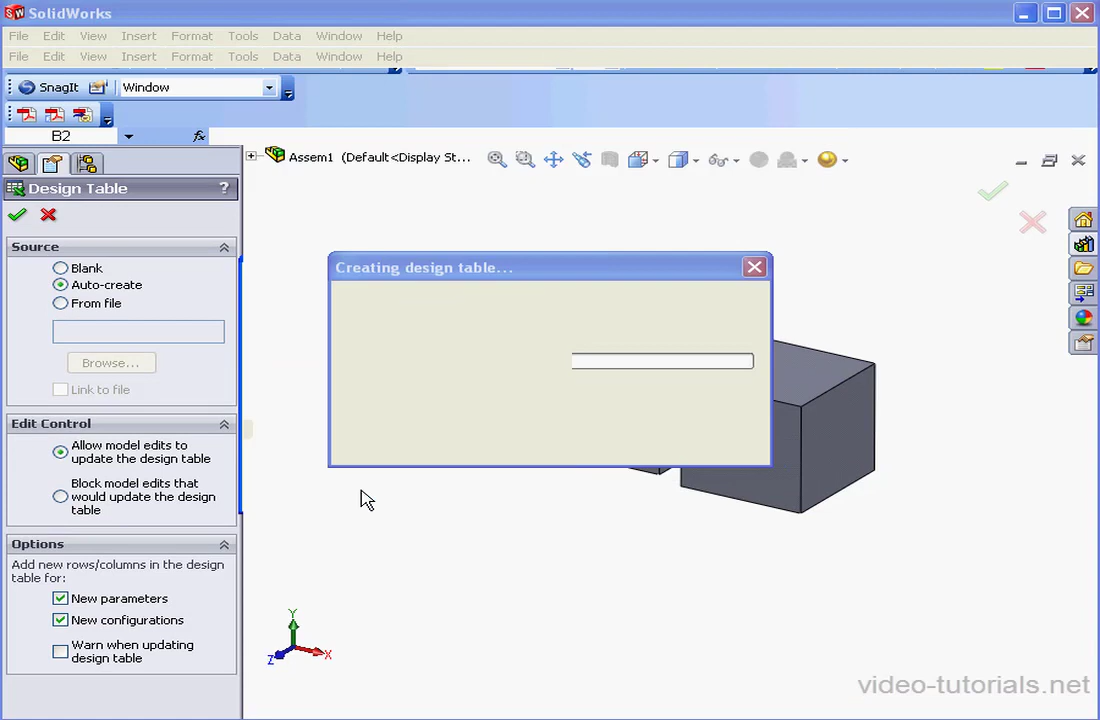 SolidWorks
File Edit View Insert Format Tools Data Window Help
File Edit View Insert Format Tools Data Window Help
SnagIt Window
B2 fx
Assem1 (Default<Display St...
Design Table ?
Source
Blank
Auto-create
From file
Browse...
Link to file
Edit Control
Allow model edits to
update the design table
Block model edits that
would update the design
table
Options
Add new rows/columns in the design
table for:
New parameters
New configurations
Warn when updating
design table
Creating design table...
Y
Z X
video-tutorials.net